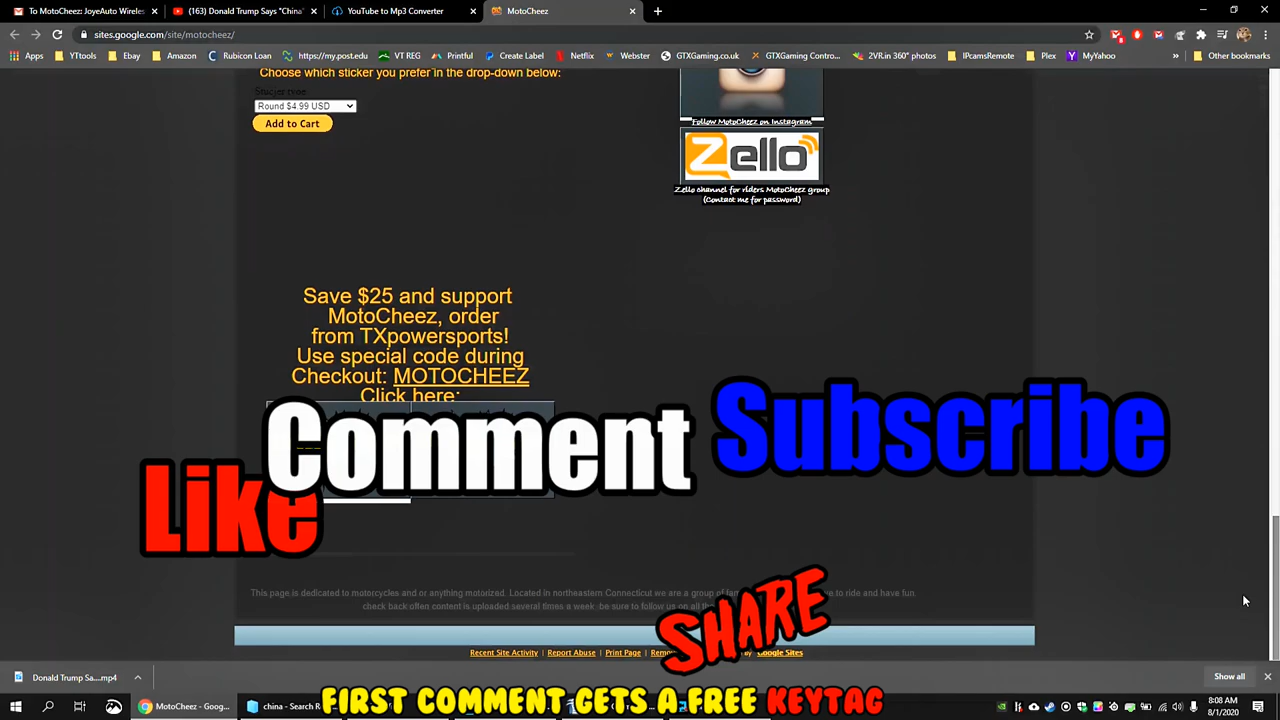 To MotoCheez: JoyeAuto Wireles
(163) Donald Trump Says "China"
YouTube to Mp3 Converter
MotoCheez
sites.google.com/site/motocheez/
Apps
YTtools
Ebay
Amazon
Rubicon Loan
https://my.post.edu
VT REG
Printful
Create Label
Netflix
Webster
GTXGaming.co.uk
GTXGaming Contro...
2VR.in 360° photos
IPcamsRemote
Plex
MyYahoo
»
Other bookmarks
Choose which sticker you prefer in the drop-down below:
Round $4.99 USD
Add to Cart
Follow MotoCheez on Instagram
zello
Zello channel for riders MotoCheez group
(Contact me for password)
Save $25 and support
MotoCheez, order
from TXpowersports!
Use special code during
Checkout: MOTOCHEEZ
Click here:
Like
Comment
Subscribe
SHARE
This page is dedicated to motorcycles and or anything motorized. Located in northeastern Connecticut we are a group of to ride and have fun.
check back often content is uploaded several times a week , be sure to follow us on all
Recent Site Activity | Report Abuse | Print Page | Google Sites
Donald Trump Sa....mp4
Show all
FIRST COMMENT GETS A FREE KEYTAG
MotoCheez - Goog...
china - Search R
8:08 AM
8/1/2020